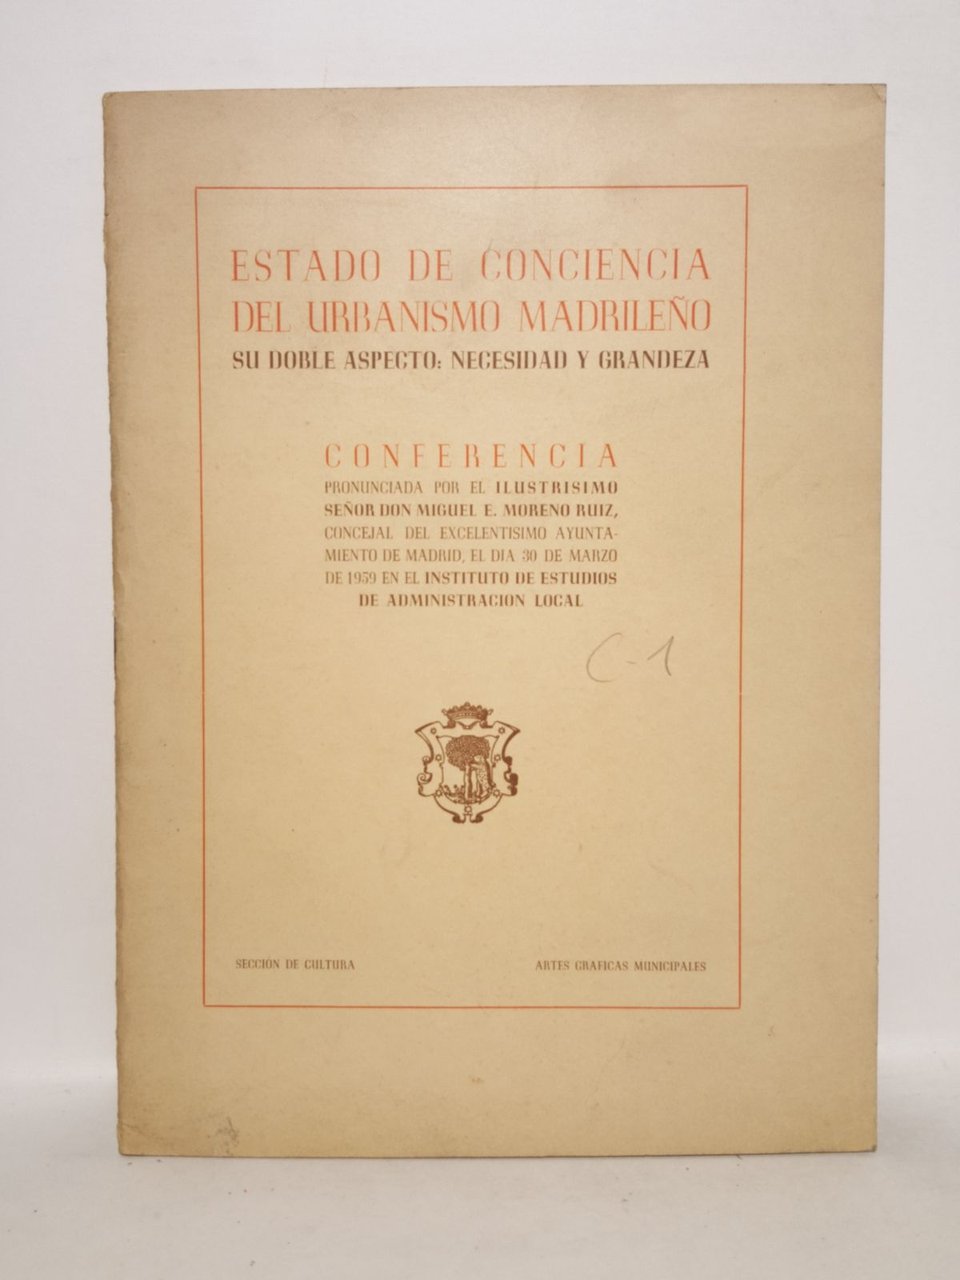 ESTADO DE CONCIENCIA
DEL URBANISMO MADRILEÑO
SU DOBLE ASPECTO: NECESIDAD Y GRANDEZA
CONFERENCIA
PRONUNCIADA POR EL ILUSTRISIMO
SEÑOR DON MIGUEL E. MORENO RUIZ,
CONCEJAL DEL EXCELENTISIMO AYUNTA-
MIENTO DE MADRID, EL DIA 30 DE MARZO
DE 1959 EN EL INSTITUTO DE ESTUDIOS
DE ADMINISTRACION LOCAL
C-1
SECCIÓN DE CULTURA
ARTES GRAFICAS MUNICIPALES